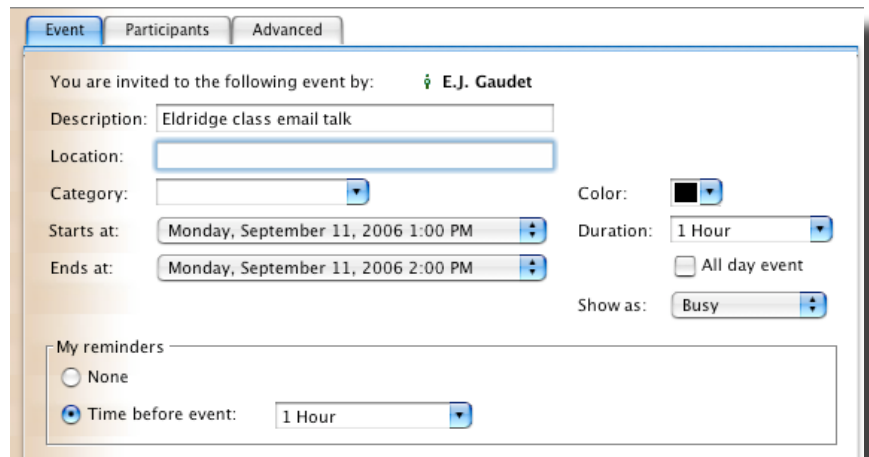 Event Participants Advanced
You are invited to the following event by: E.J. Gaudet
Description: Eldridge class email talk
Location:
Category: Color:
Starts at: Monday, September 11, 2006 1:00 PM Duration: 1 Hour
Ends at: Monday, September 11, 2006 2:00 PM All day event
Show as: Busy
My reminders
None
Time before event: 1 Hour